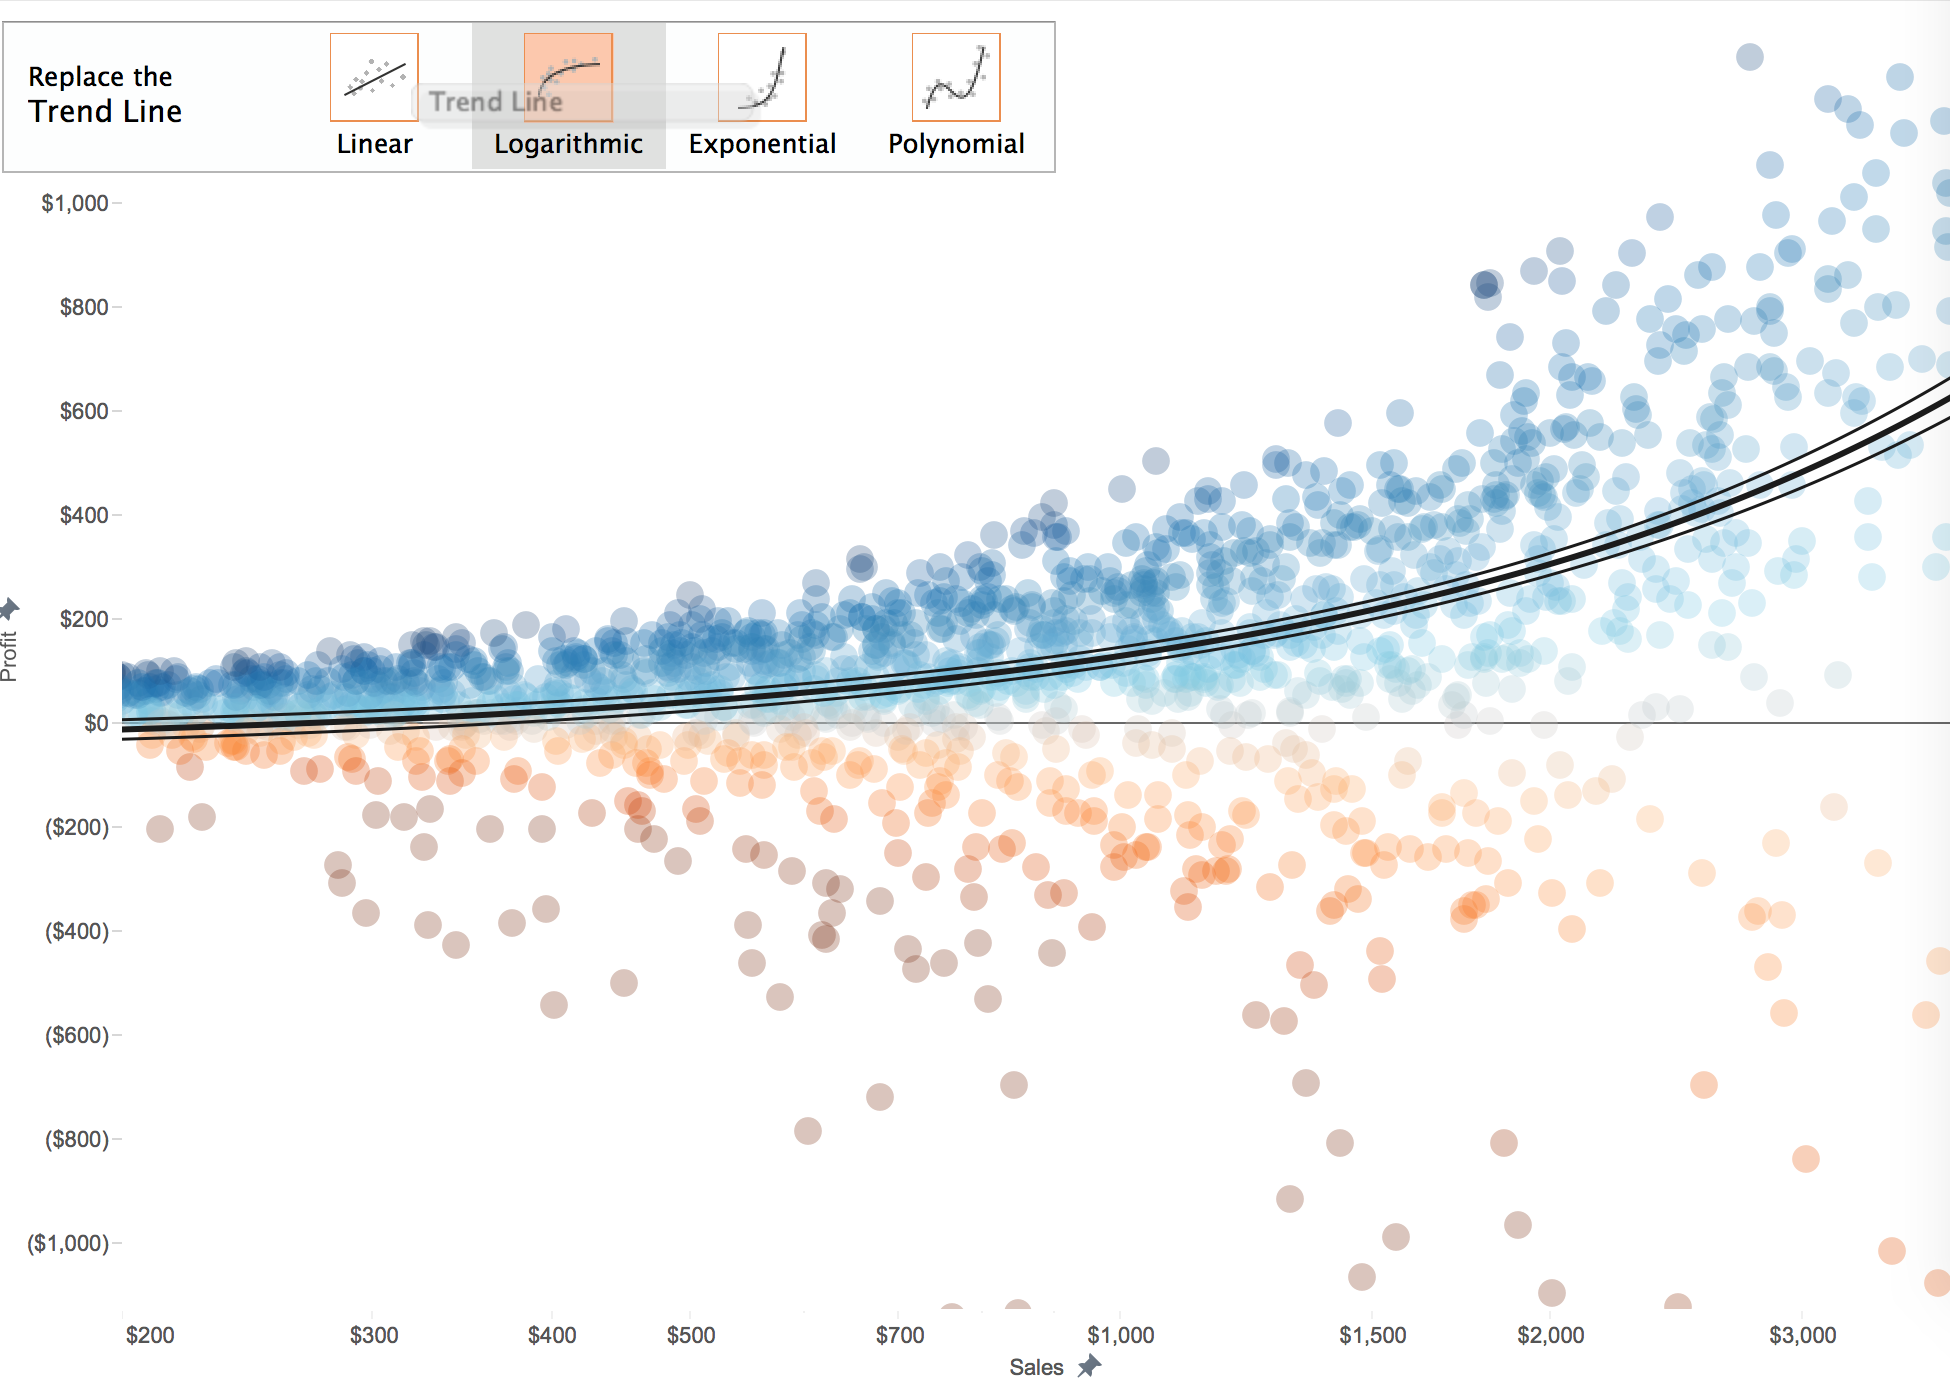 Replace the
Trend Line
Trend Line
Linear
Logarithmic
Exponential
Polynomial
$1,000
$800
$600
$400
$200
$0
($200)
($400)
($600)
($800)
($1,000)
Profit
$200
$300
$400
$500
$700
$1,000
$1,500
$2,000
$3,000
Sales